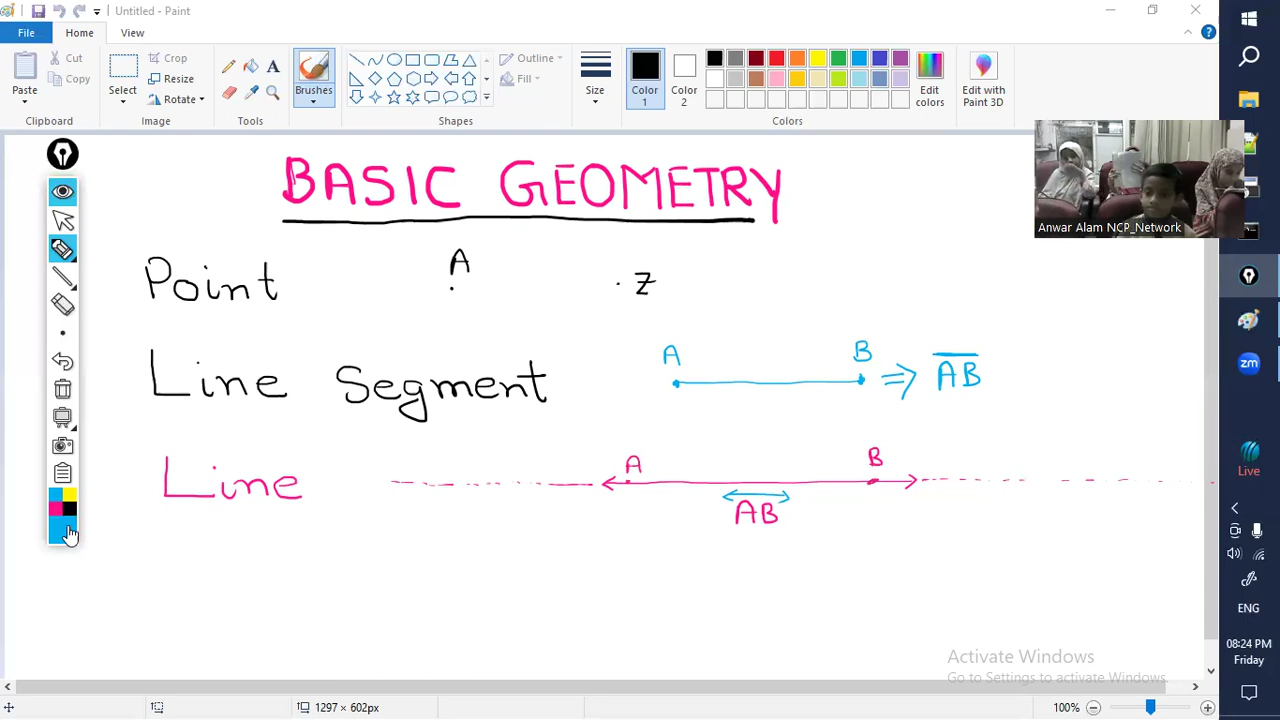 Untitled - Paint
File Home View
Paste
Cut
Copy
Clipboard
Select
Crop
Resize
Rotate
Image
Tools
Brushes
Shapes
Outline
Fill
Size
Color 1
Color 2
Colors
Edit colors
Edit with Paint 3D
BASIC GEOMETRY
Anwar Alam NCP_Network
Point A Z
Line Segment A B ⇒ AB
Line A B
AB
zm
Live
ENG
08:24 PM
Friday
Activate Windows
Go to Settings to activate Windows.
1297 × 602px
100%